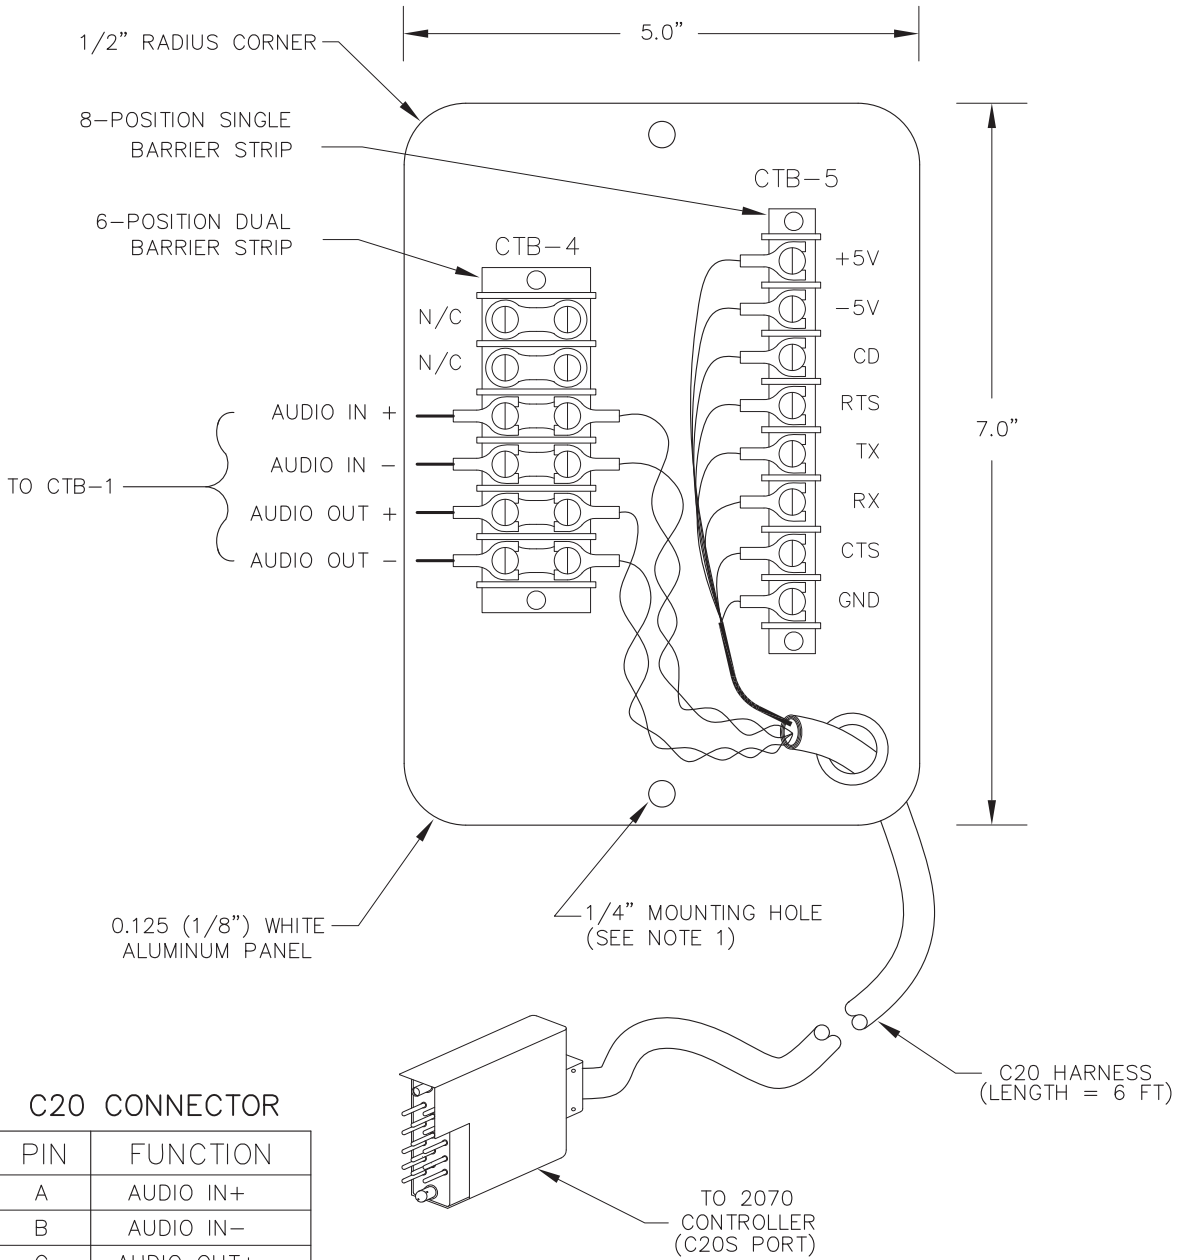 5.0”
1/2” RADIUS CORNER
8-POSITION SINGLE
BARRIER STRIP
CTB-5
6-POSITION DUAL
BARRIER STRIP
CTB-4
+5V
N/C
-5V
N/C
CD
RTS
AUDIO IN +
7.0”
TX
AUDIO IN -
TO CTB-1
RX
AUDIO OUT +
CTS
AUDIO OUT -
GND
0.125 (1/8”) WHITE
ALUMINUM PANEL
1/4” MOUNTING HOLE
(SEE NOTE 1)
C20 HARNESS
(LENGTH = 6 FT)
TO 2070
CONTROLLER
(C20S PORT)
C20 CONNECTOR
PIN FUNCTION
A AUDIO IN+
B AUDIO IN-
AUDIO OUT+